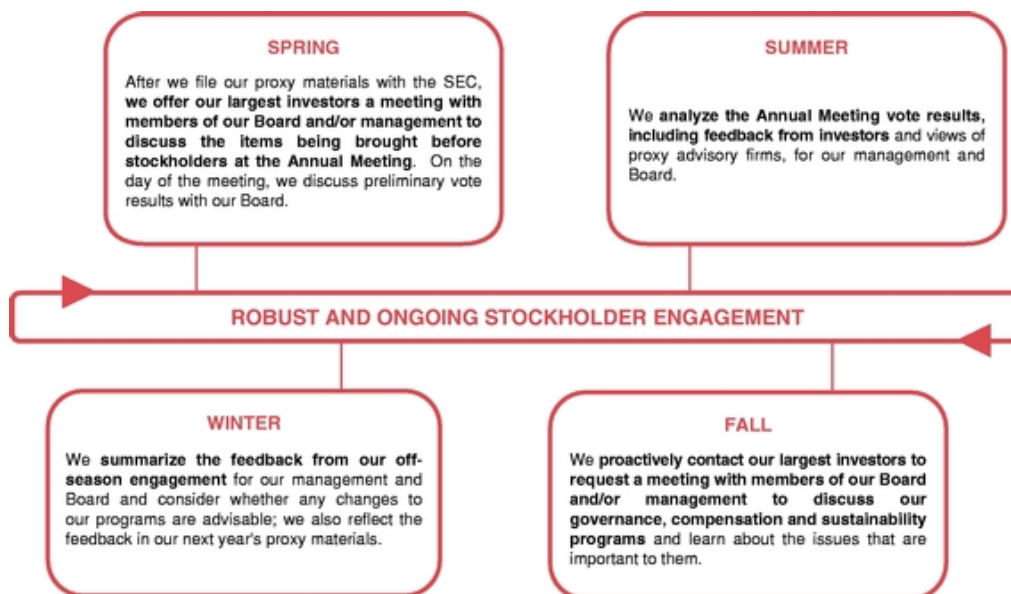 SPRING
After we file our proxy materials with the SEC,
we offer our largest investors a meeting with
members of our Board and/or management to
discuss the items being brought before
stockholders at the Annual Meeting. On the
day of the meeting, we discuss preliminary vote
results with our Board.
SUMMER
We analyze the Annual Meeting vote results,
including feedback from investors and views of
proxy advisory firms, for our management and
Board.
ROBUST AND ONGOING STOCKHOLDER ENGAGEMENT
WINTER
We summarize the feedback from our off-
season engagement for our management and
Board and consider whether any changes to
our programs are advisable; we also reflect the
feedback in our next year's proxy materials.
FALL
We proactively contact our largest investors to
request a meeting with members of our Board
and/or management to discuss our
governance, compensation and sustainability
programs and learn about the issues that are
important to them.